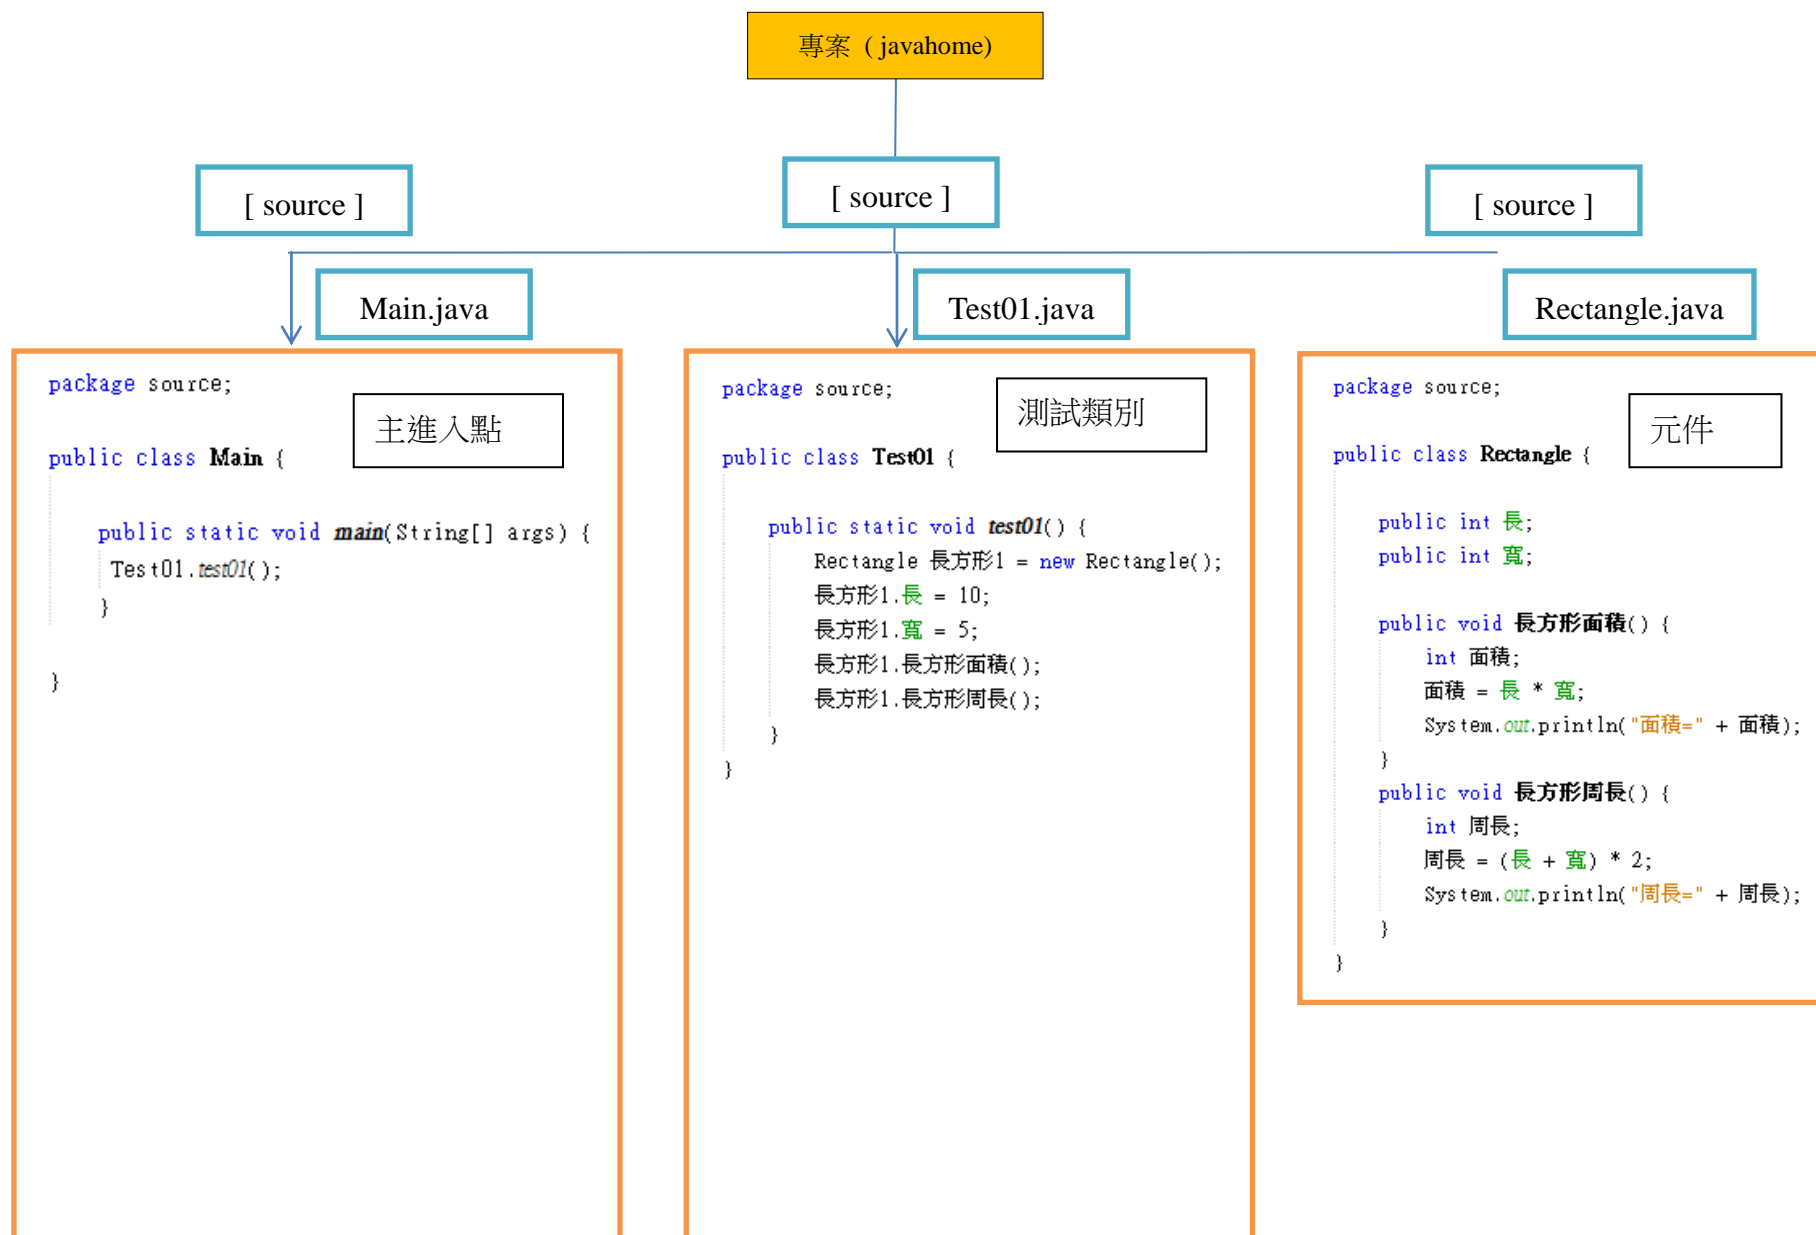 專案 ( javahome)
[ source ]
[ source ]
[ source ]
Main.java
Test01.java
Rectangle.java
package source;
主進入點
public class Main {
public static void main(String[] args) {
Test01.test01();
}
}
package source;
測試類別
public class Test01 {
public static void test01() {
Rectangle 長方形1 = new Rectangle();
長方形1.長 = 10;
長方形1.寬 = 5;
長方形1.長方形面積();
長方形1.長方形周長();
}
}
package source;
元件
public class Rectangle {
public int 長;
public int 寬;
public void 長方形面積() {
int 面積;
面積 = 長 * 寬;
System.out.println("面積=" + 面積);
}
public void 長方形周長() {
int 周長;
周長 = (長 + 寬) * 2;
System.out.println("周長=" + 周長);
}
}